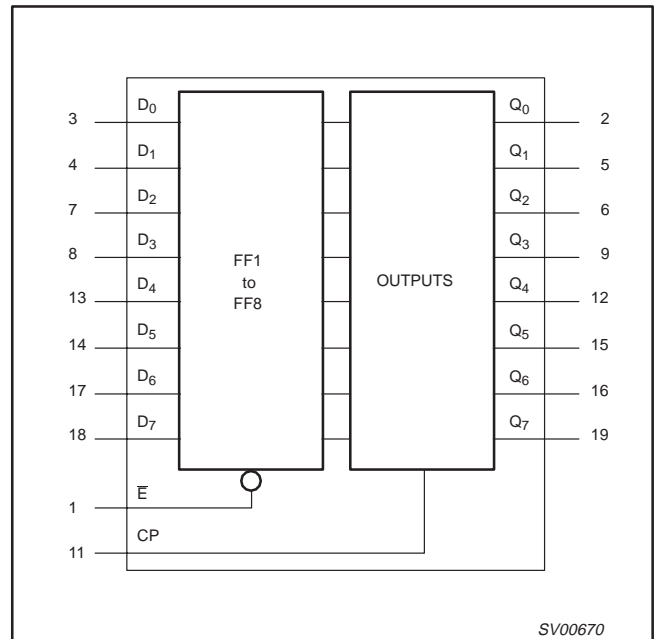 3 D0 Q0 2
4 D1 Q1 5
7 D2 Q2 6
8 D3 Q3 9
FF1
to
FF8
OUTPUTS
13 D4 Q4 12
14 D5 Q5 15
17 D6 Q6 16
18 D7 Q7 19
1 E̅
11 CP
SV00670